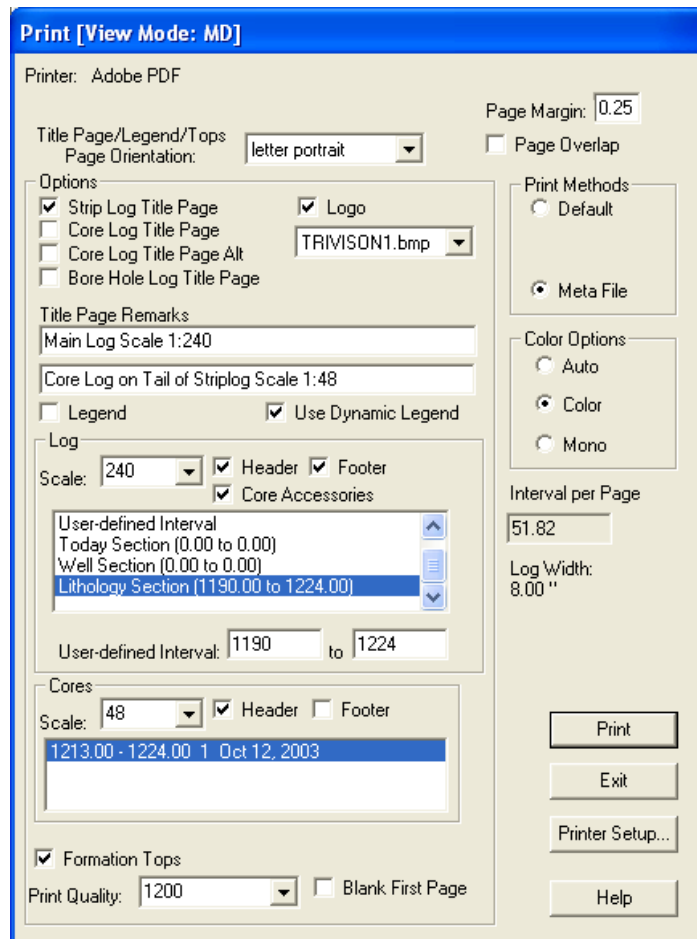 Print [View Mode: MD]
Printer: Adobe PDF
Page Margin: 0.25
Title Page/Legend/Tops
Page Orientation: letter portrait
Page Overlap
Options
Strip Log Title Page
Logo
Core Log Title Page
TRIVISON1.bmp
Core Log Title Page Alt
Bore Hole Log Title Page
Print Methods
Default
Meta File
Title Page Remarks
Main Log Scale 1:240
Core Log on Tail of Striplog Scale 1:48
Legend
Use Dynamic Legend
Color Options
Auto
Color
Mono
Log
Scale: 240
Header
Footer
Core Accessories
User-defined Interval
Today Section (0.00 to 0.00)
Well Section (0.00 to 0.00)
Lithology Section (1190.00 to 1224.00)
User-defined Interval: 1190 to 1224
Interval per Page
51.82
Log Width:
8.00 "
Cores
Scale: 48
Header
Footer
1213.00 - 1224.00 1 Oct 12, 2003
Formation Tops
Print Quality: 1200
Blank First Page
Print
Exit
Printer Setup...
Help